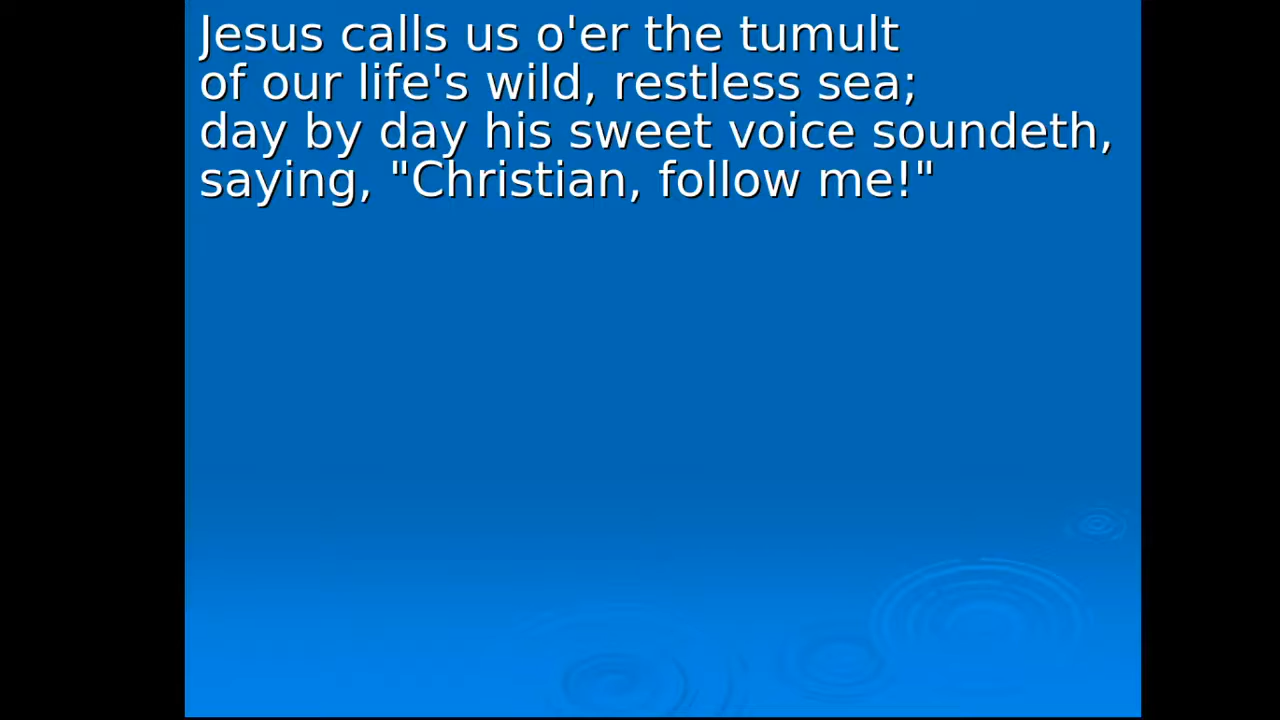 Jesus calls us o'er the tumult
of our life's wild, restless sea;
day by day his sweet voice soundeth,
saying, "Christian, follow me!"